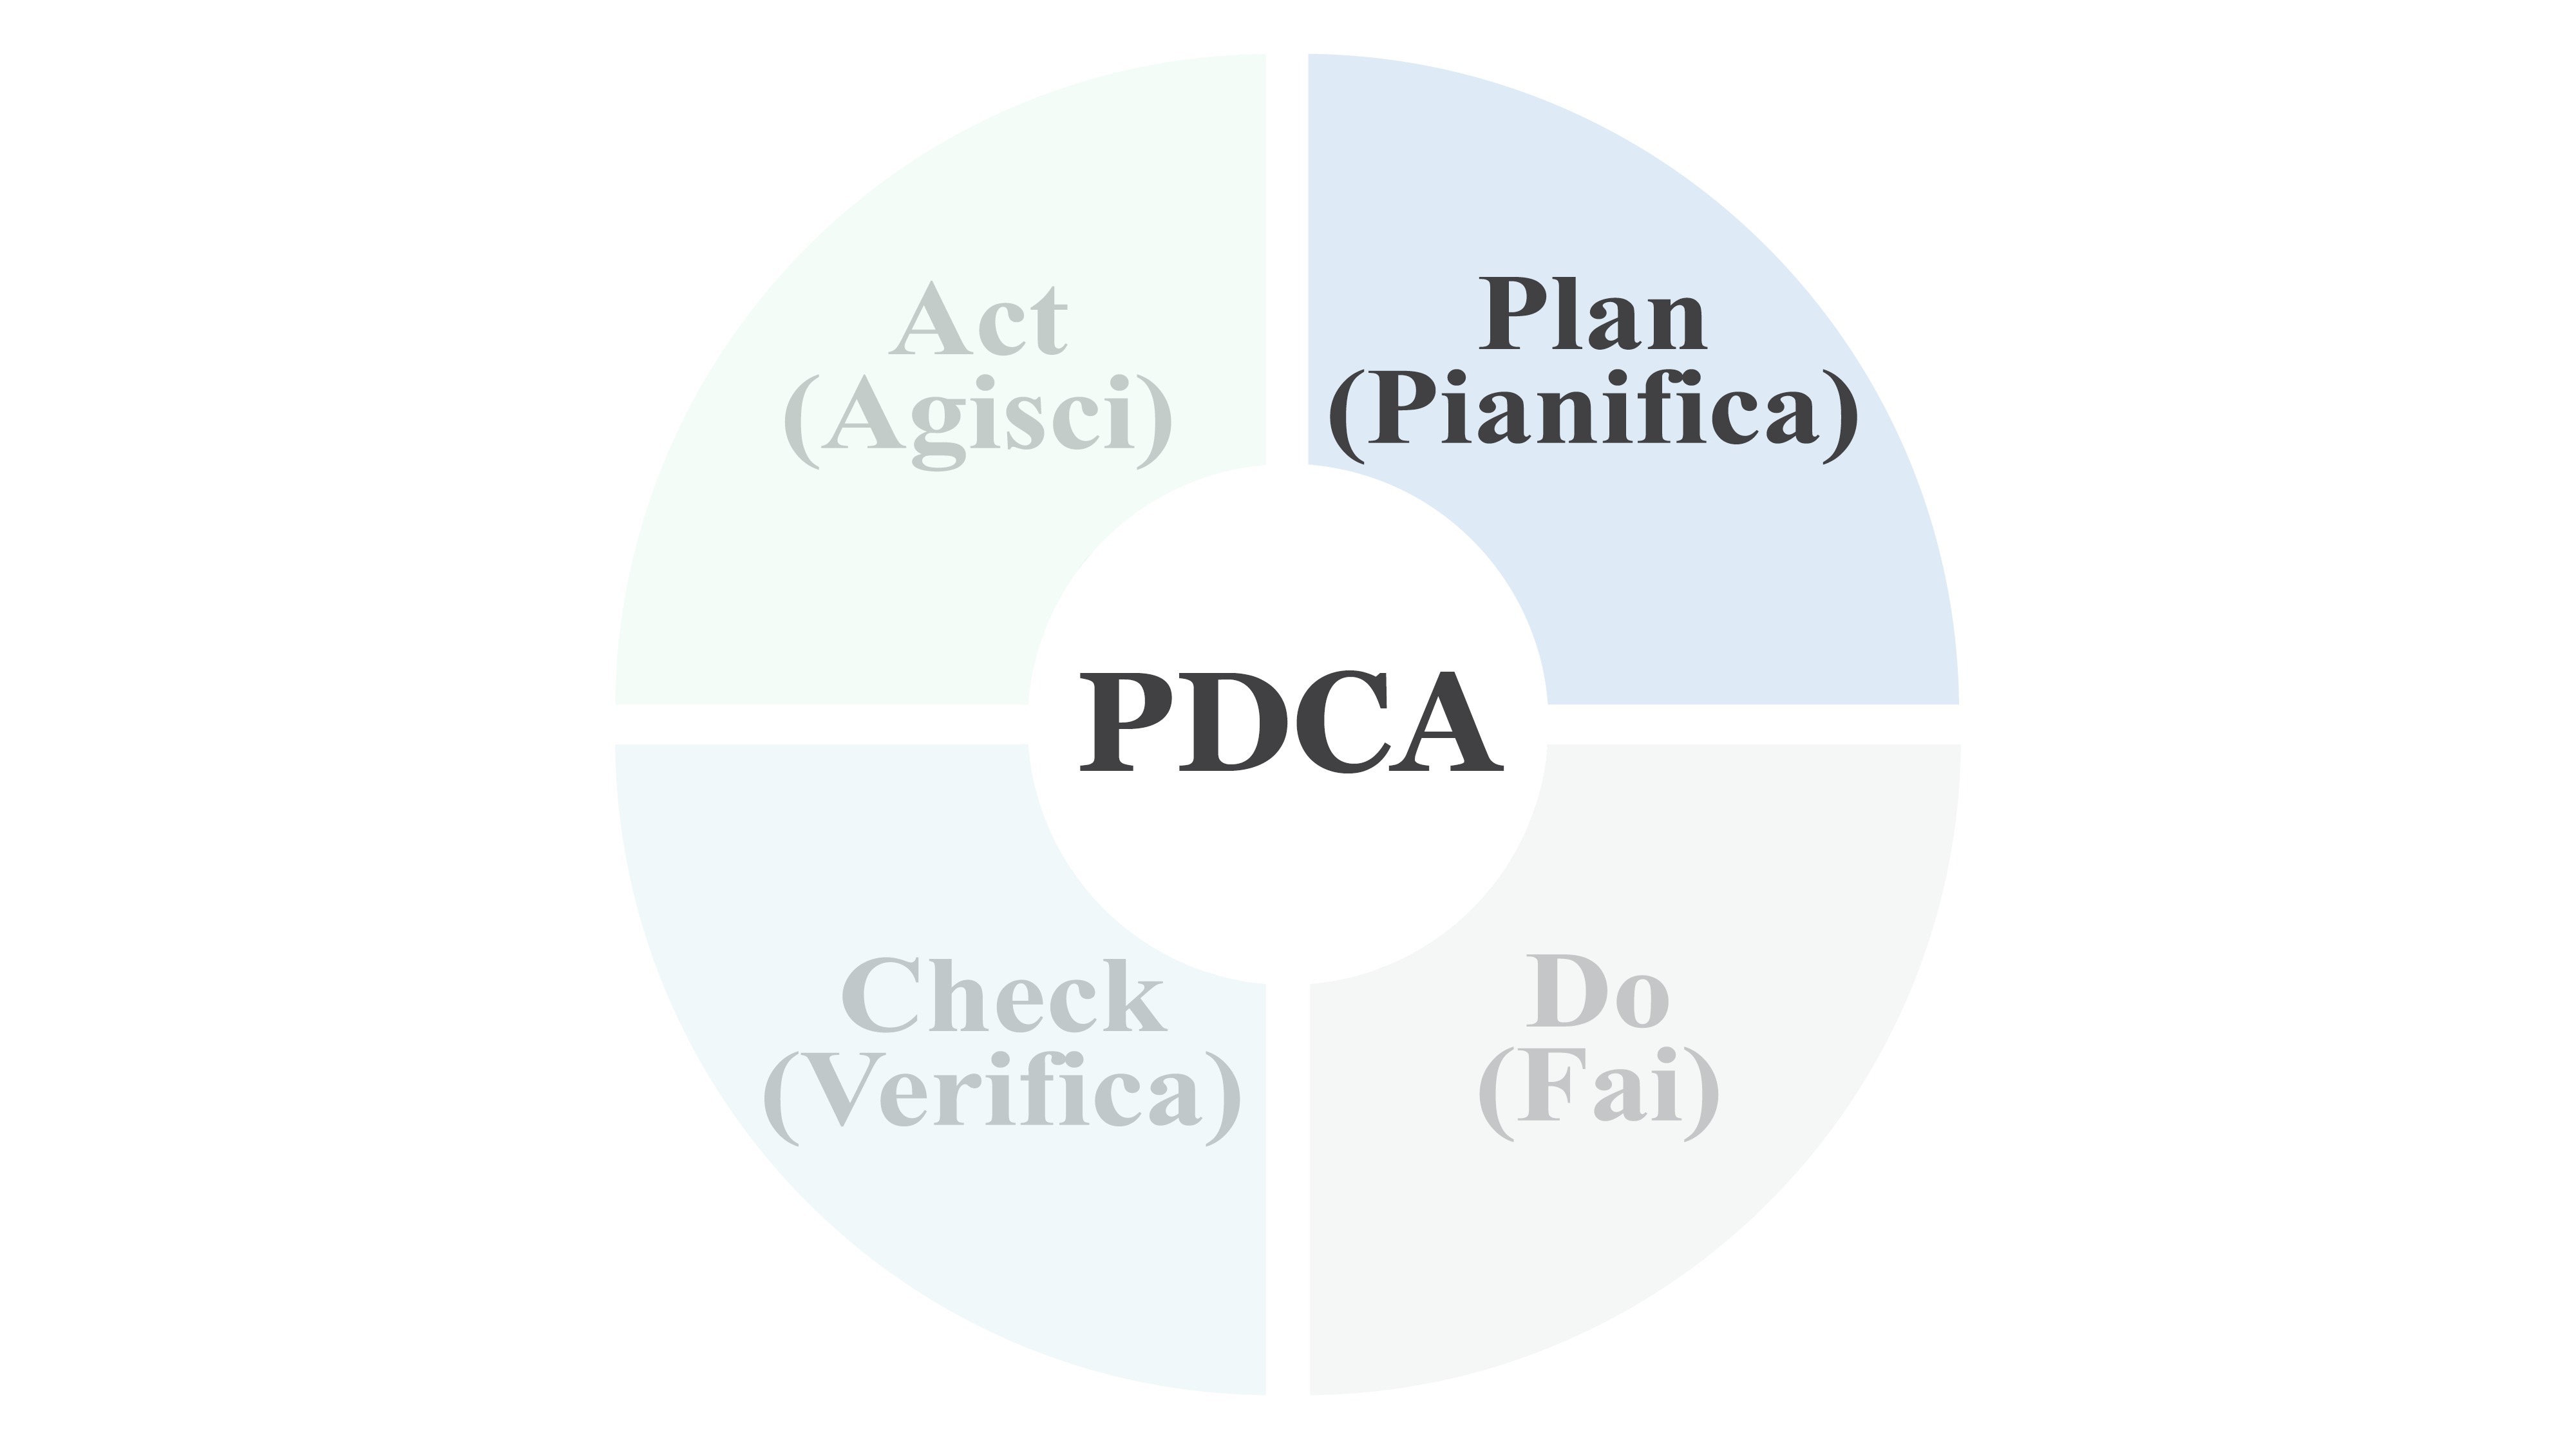 Act
(Agisci)
Plan
(Pianifica)
PDCA
Check
(Verifica)
Do
(Fai)